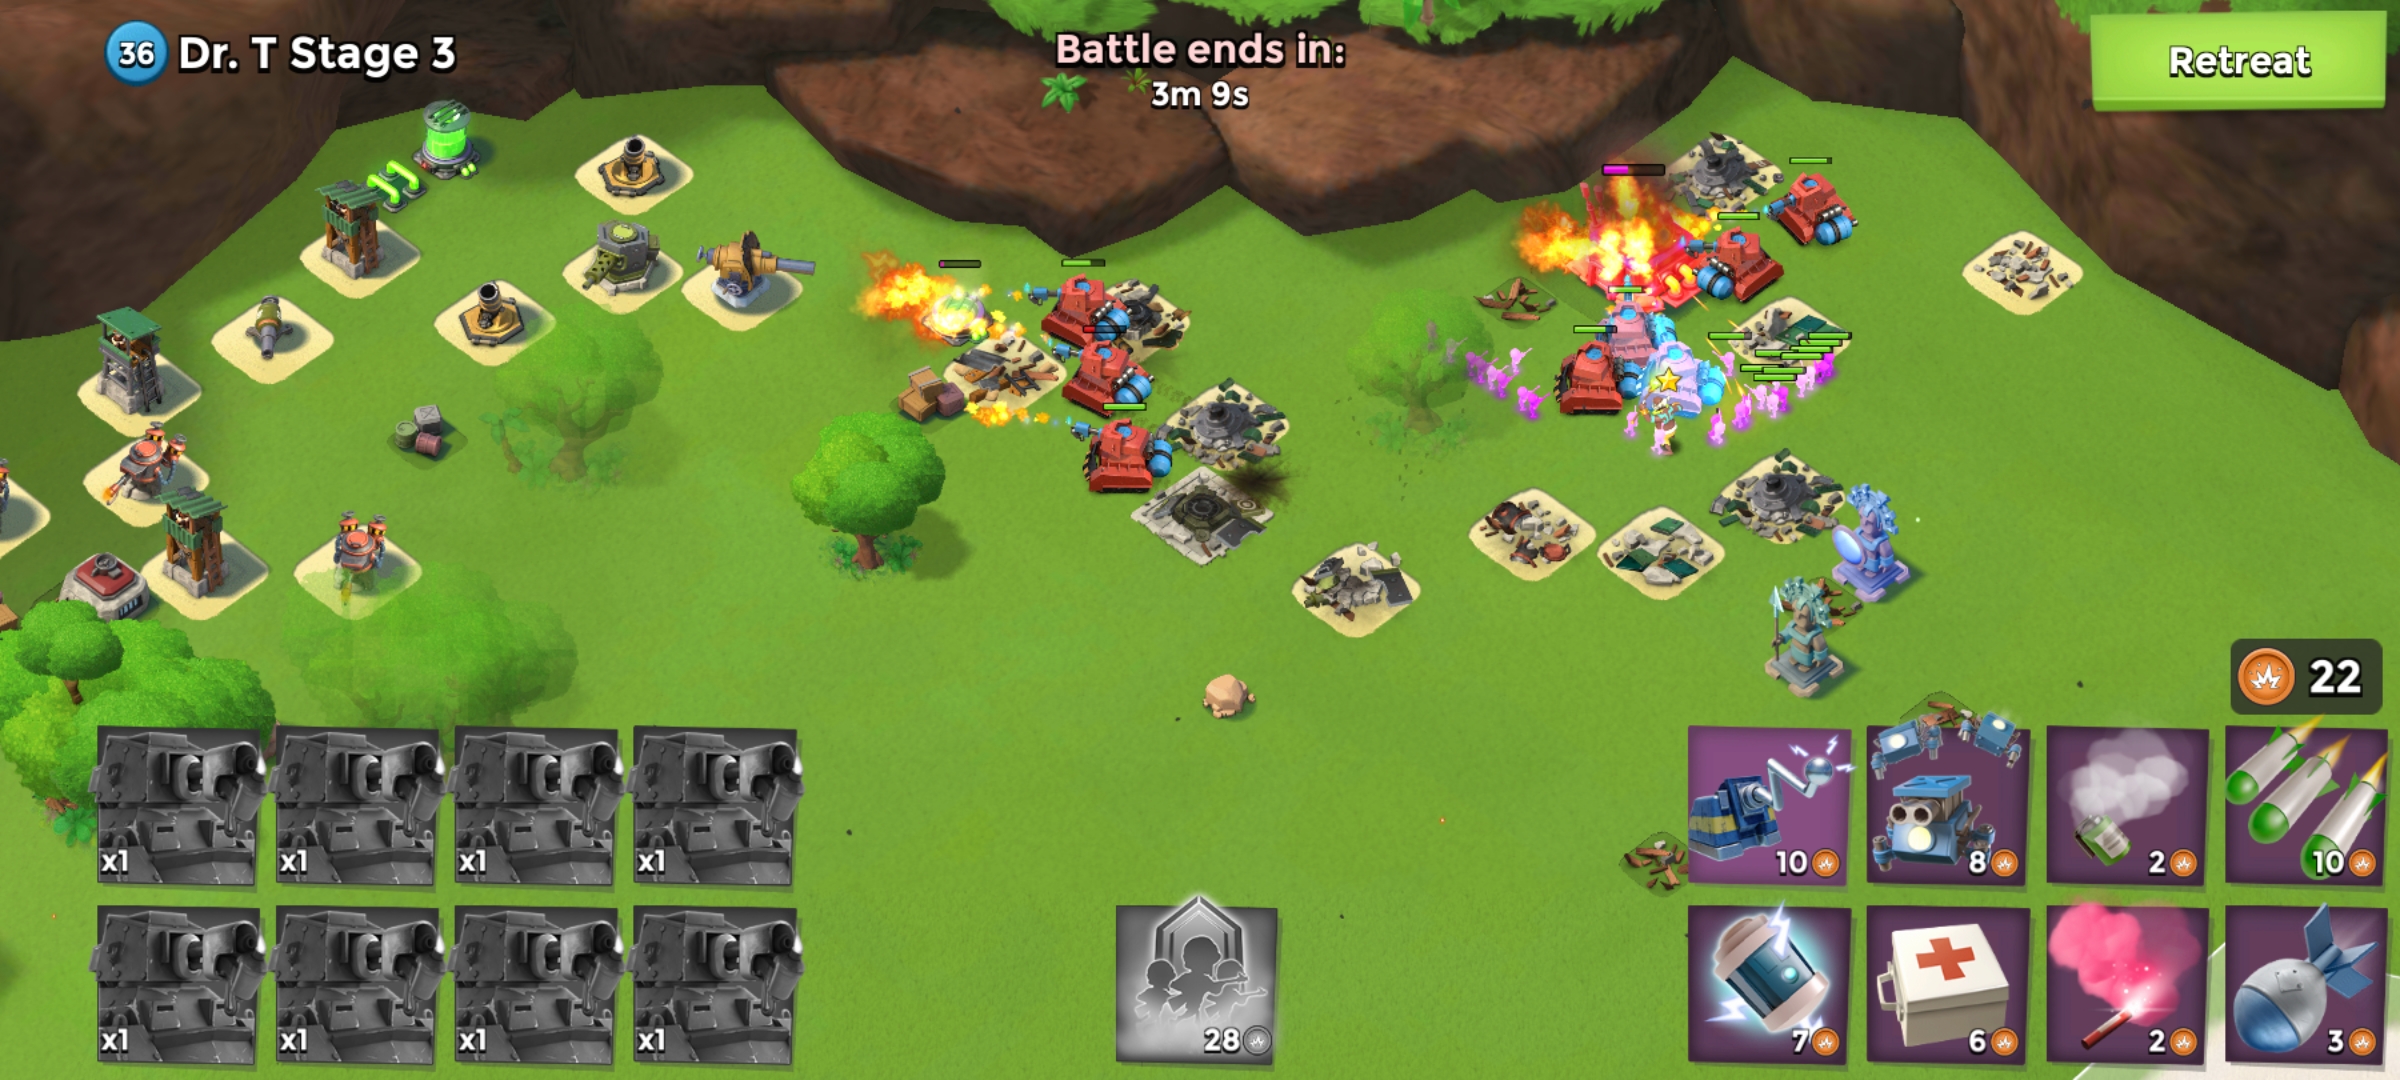 36 Dr. T Stage 3
Battle ends in:
3m 9s
Retreat
22
x1 x1 x1 x1
10 8 2 10
x1 x1 x1 x1
28
7 6 2 3